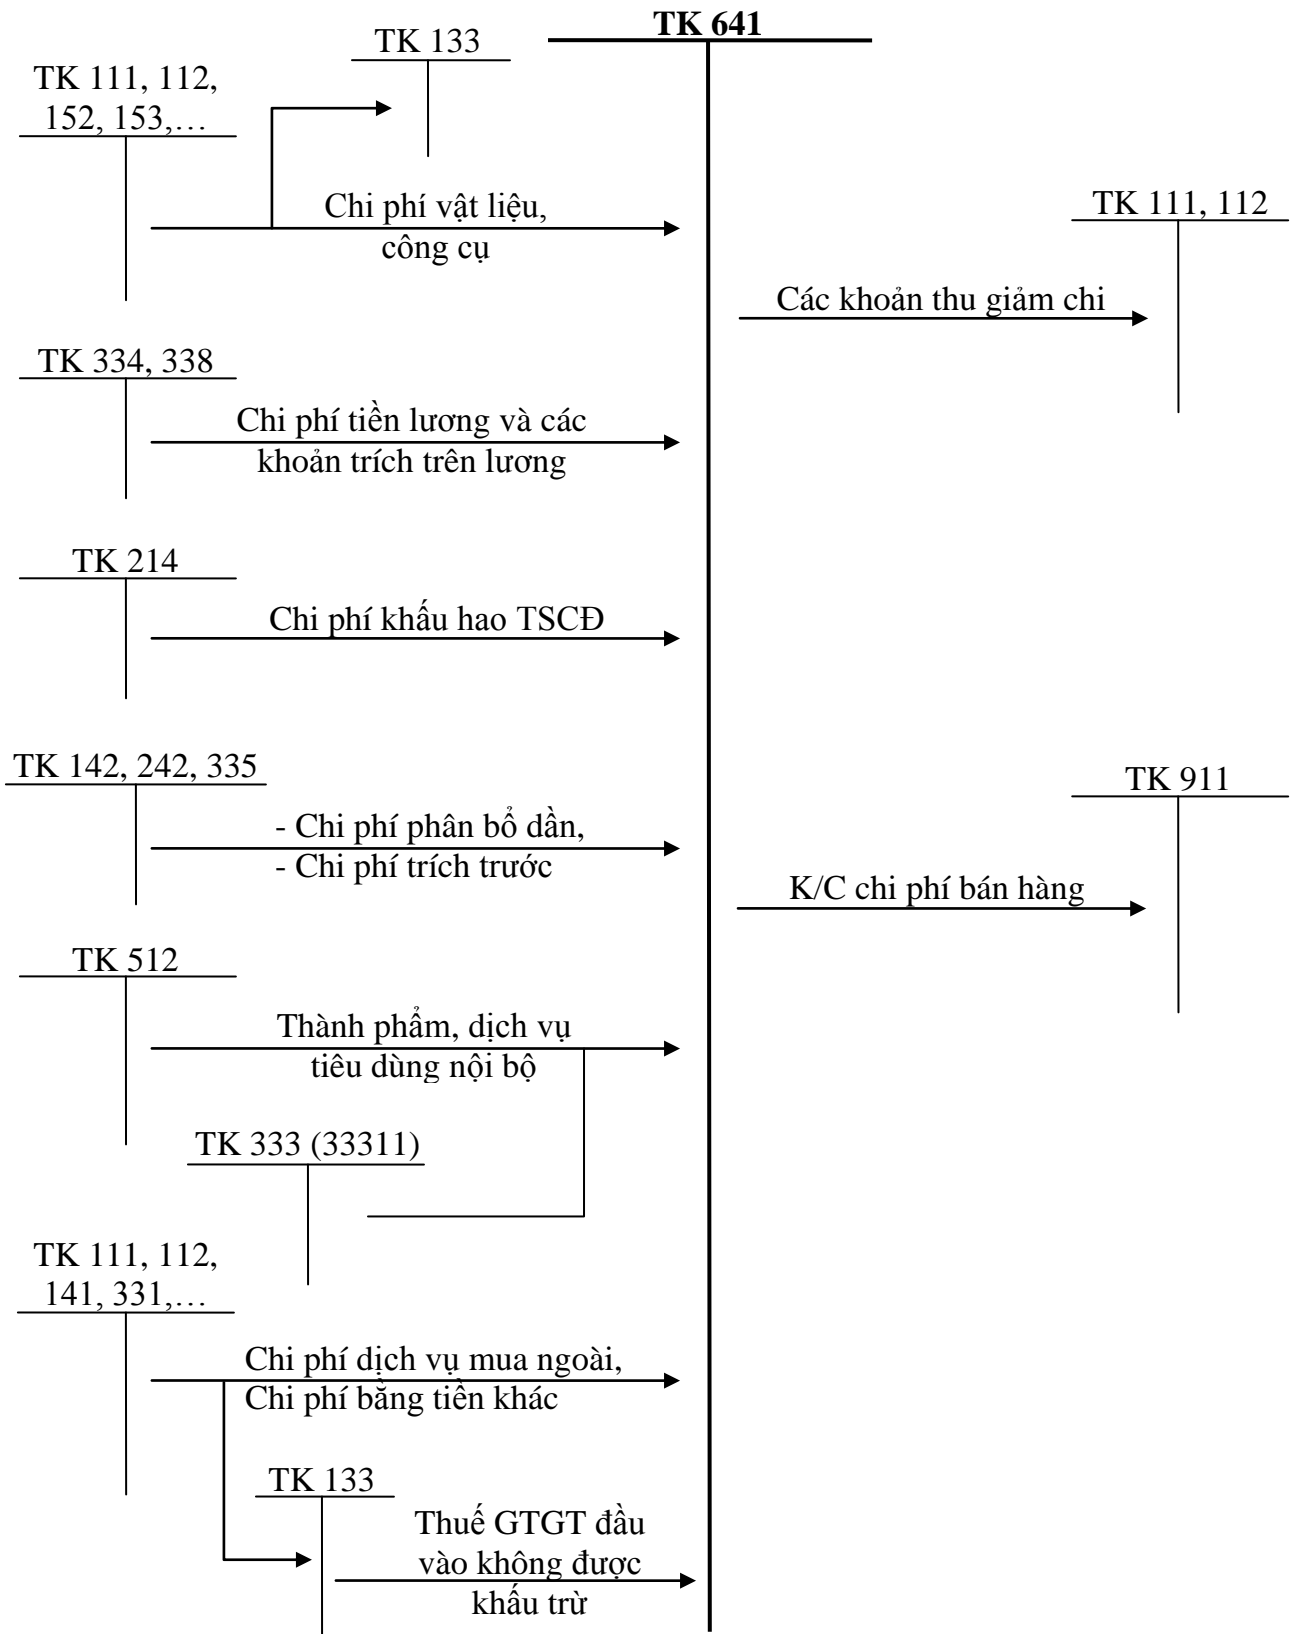 TK 641
TK 133
TK 111, 112,
152, 153,…
Chi phí vật liệu,
công cụ
TK 111, 112
Các khoản thu giảm chi
TK 334, 338
Chi phí tiền lương và các
khoản trích trên lương
TK 214
Chi phí khấu hao TSCĐ
TK 142, 242, 335
- Chi phí phân bổ dần,
- Chi phí trích trước
TK 911
K/C chi phí bán hàng
TK 512
Thành phẩm, dịch vụ
tiêu dùng nội bộ
TK 333 (33311)
TK 111, 112,
141, 331,…
Chi phí dịch vụ mua ngoài,
Chi phí bằng tiền khác
TK 133
Thuế GTGT đầu
vào không được
khấu trừ